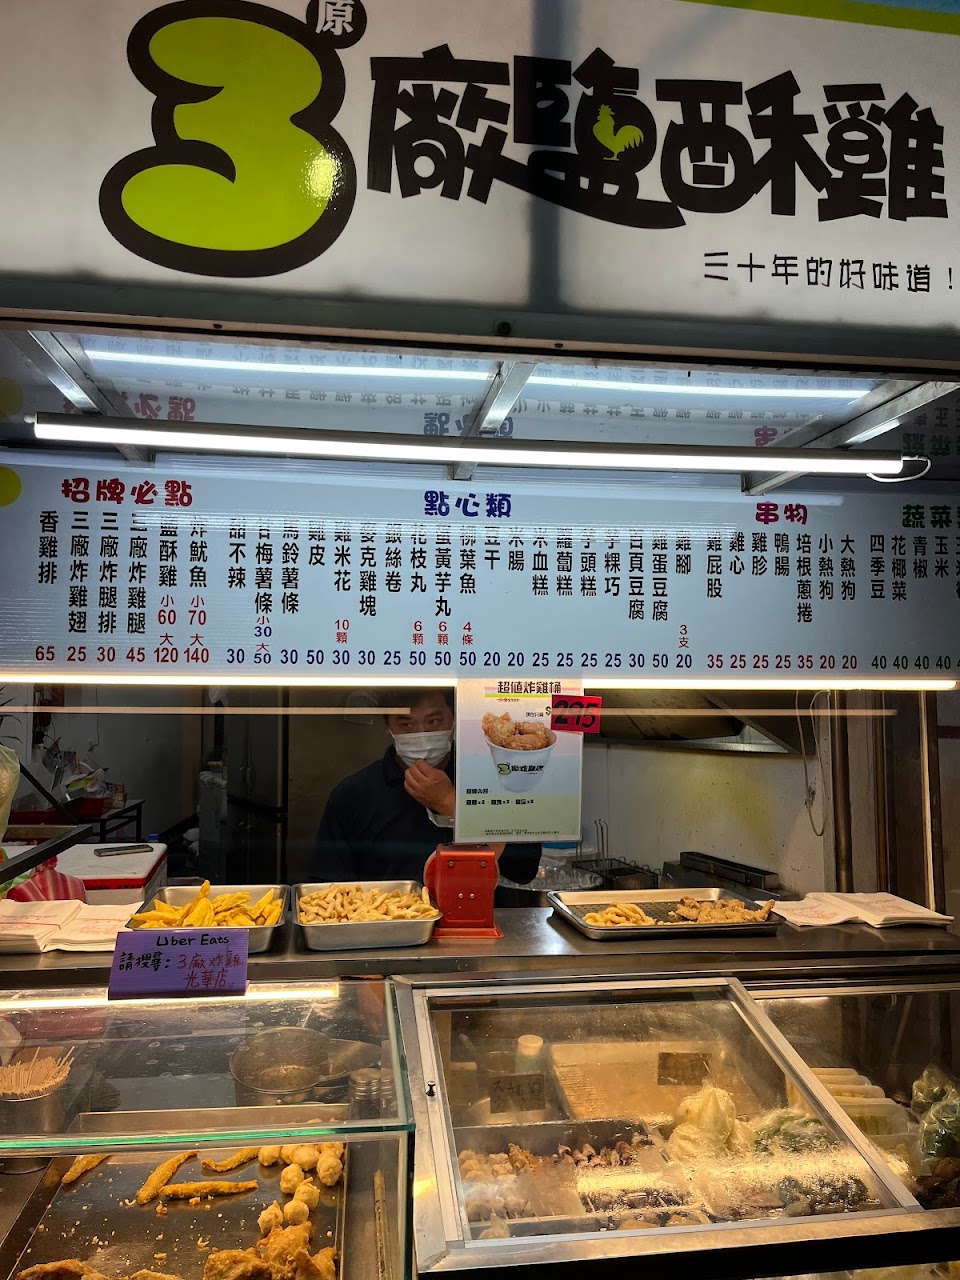 3
原
廠鹽酥雞
三十年的好味道！
招牌必點
點心類
串物
蔬菜
香雞排 65
三廠炸雞翅 25
三廠炸腿排 30
三廠炸雞腿 45
鹽酥雞 小60 大120
炸魷魚 小70 大140
甜不辣 30
甘梅薯條 小30 大50
馬鈴薯條 30
雞皮 50
雞米花 10顆 30
麥克雞塊 30
銀絲卷 25
花枝丸 6顆 50
蛋黃芋丸 6顆 50
柳葉魚 4條 50
豆干 20
米腸 20
米血糕 25
蘿蔔糕 25
芋頭糕 25
芋粿巧 25
百頁豆腐 30
雞蛋豆腐 50
雞腳 3支 20
雞屁股 35
雞心 25
雞胗 25
鴨腸 25
培根蔥捲 35
小熱狗 20
大熱狗 20
四季豆 40
花椰菜 40
青椒 40
玉米 40
超值炸雞桶
$295
Uber Eats
請搜尋：3廠炸雞
光華店